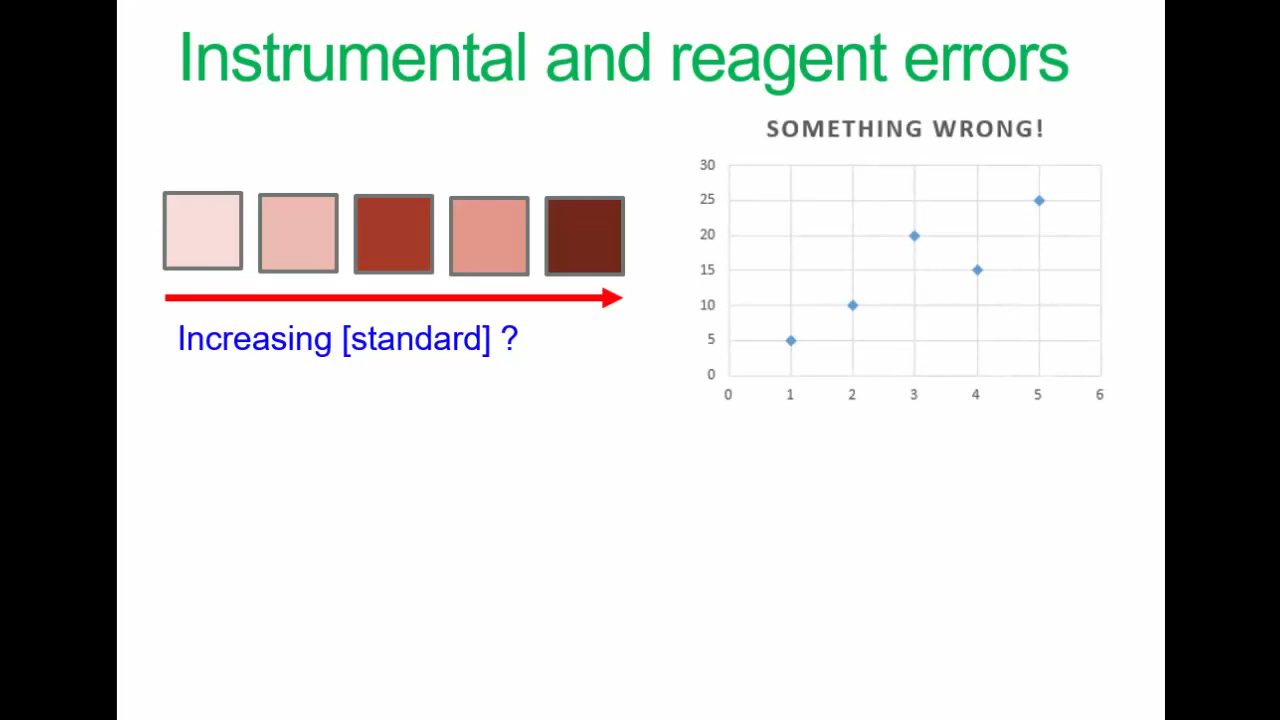 Instrumental and reagent errors
SOMETHING WRONG!
Increasing [standard] ?
30
25
20
15
10
5
0
0 1 2 3 4 5 6